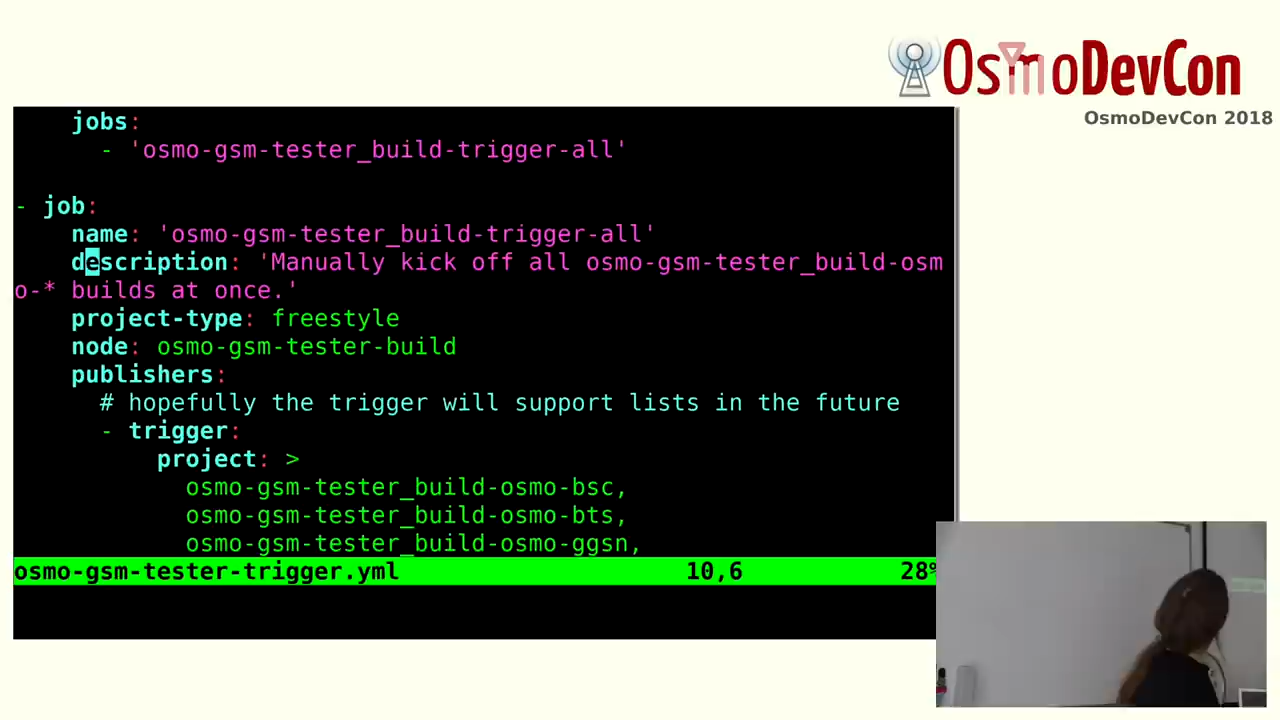 OsmoDevCon
OsmoDevCon 2018
jobs:
- 'osmo-gsm-tester_build-trigger-all'
- job:
name: 'osmo-gsm-tester_build-trigger-all'
description: 'Manually kick off all osmo-gsm-tester_build-osm
o-* builds at once.'
project-type: freestyle
node: osmo-gsm-tester-build
publishers:
# hopefully the trigger will support lists in the future
- trigger:
project: >
osmo-gsm-tester_build-osmo-bsc,
osmo-gsm-tester_build-osmo-bts,
osmo-gsm-tester_build-osmo-ggsn,
osmo-gsm-tester-trigger.yml 10,6 28%